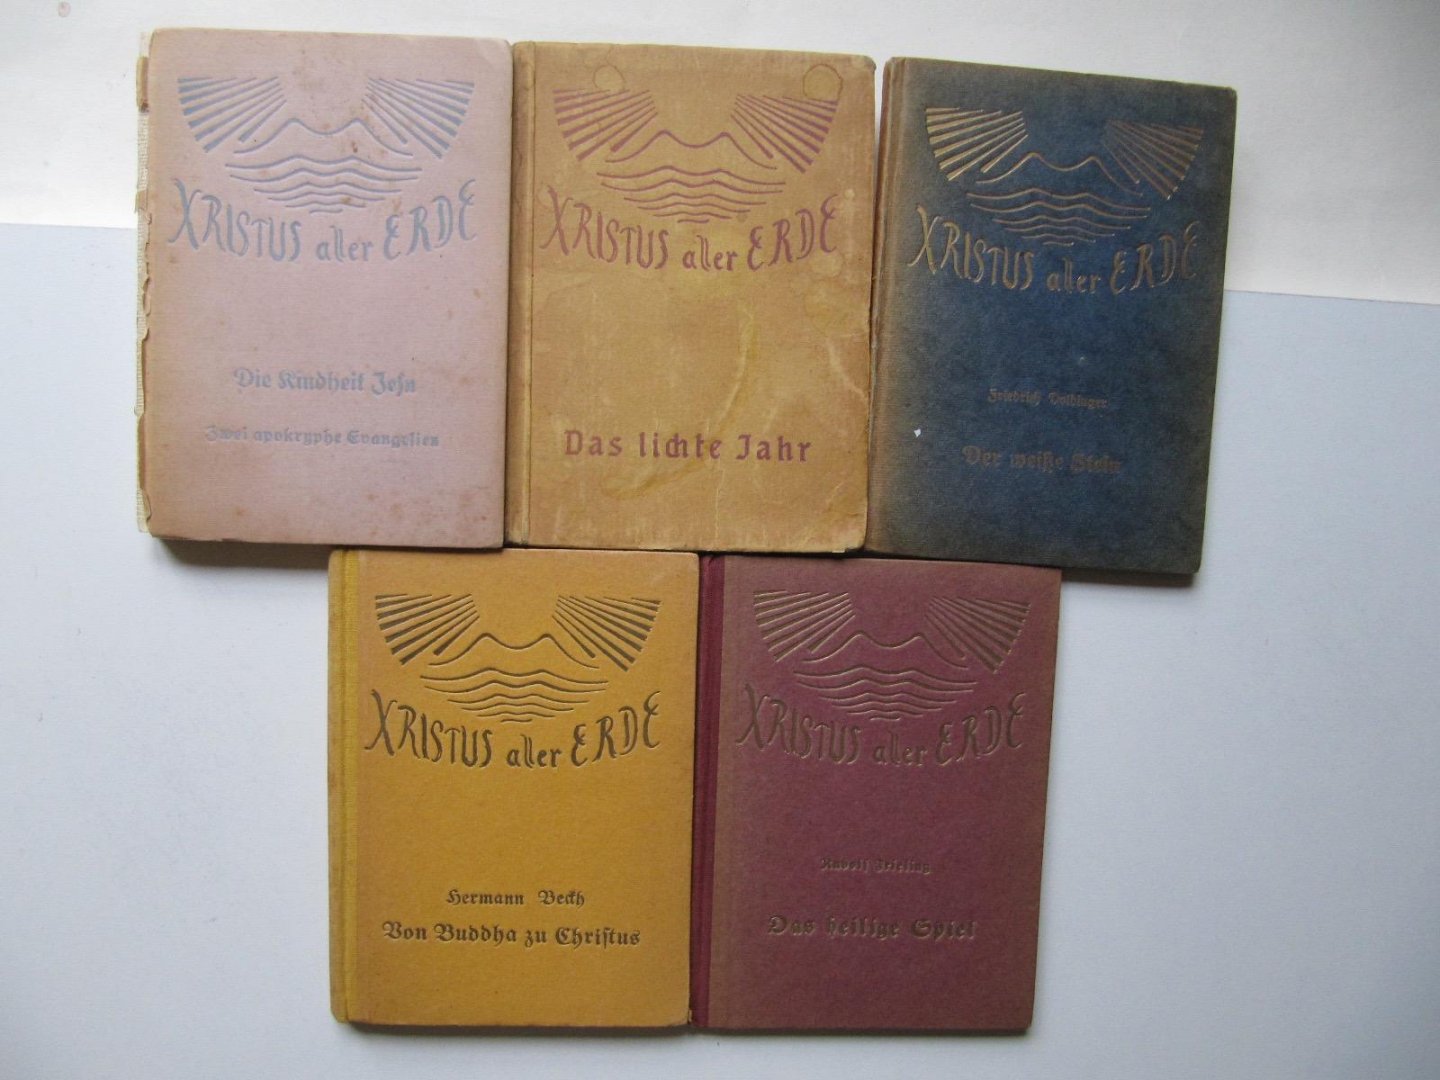 XRISTUS aller ERDE
Die Kindheit Jesu
Zwei apokryphe Evangelien
XRISTUS aller ERDE
Das lichte Jahr
XRISTUS aller ERDE
Friedrich Doldinger
Der weiße Stein
XRISTUS aller ERDE
Hermann Beckh
Von Buddha zu Christus
XRISTUS aller ERDE
Rudolf Frieling
Das heilige Spiel